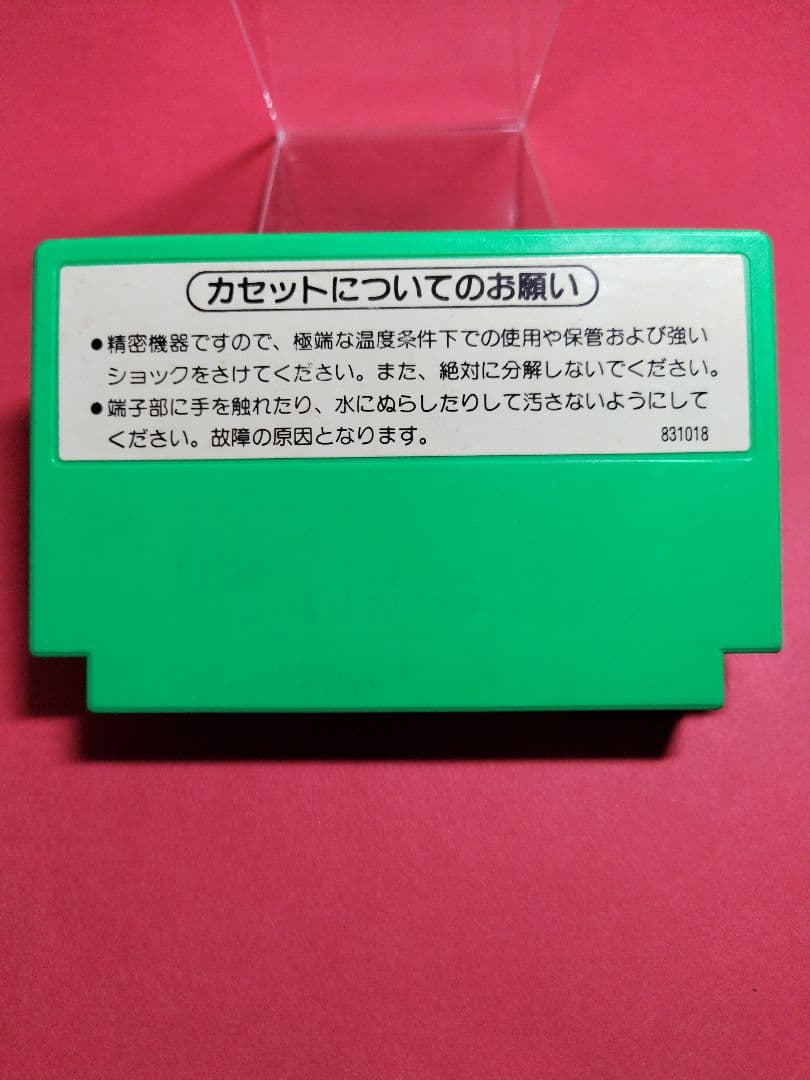 カセットについてのお願い
●精密機器ですので、極端な温度条件下での使用や保管および強い
ショックをさけてください。また、絶対に分解しないでください。
●端子部に手を触れたり、水にぬらしたりして汚さないようにして
ください。故障の原因となります。 831018